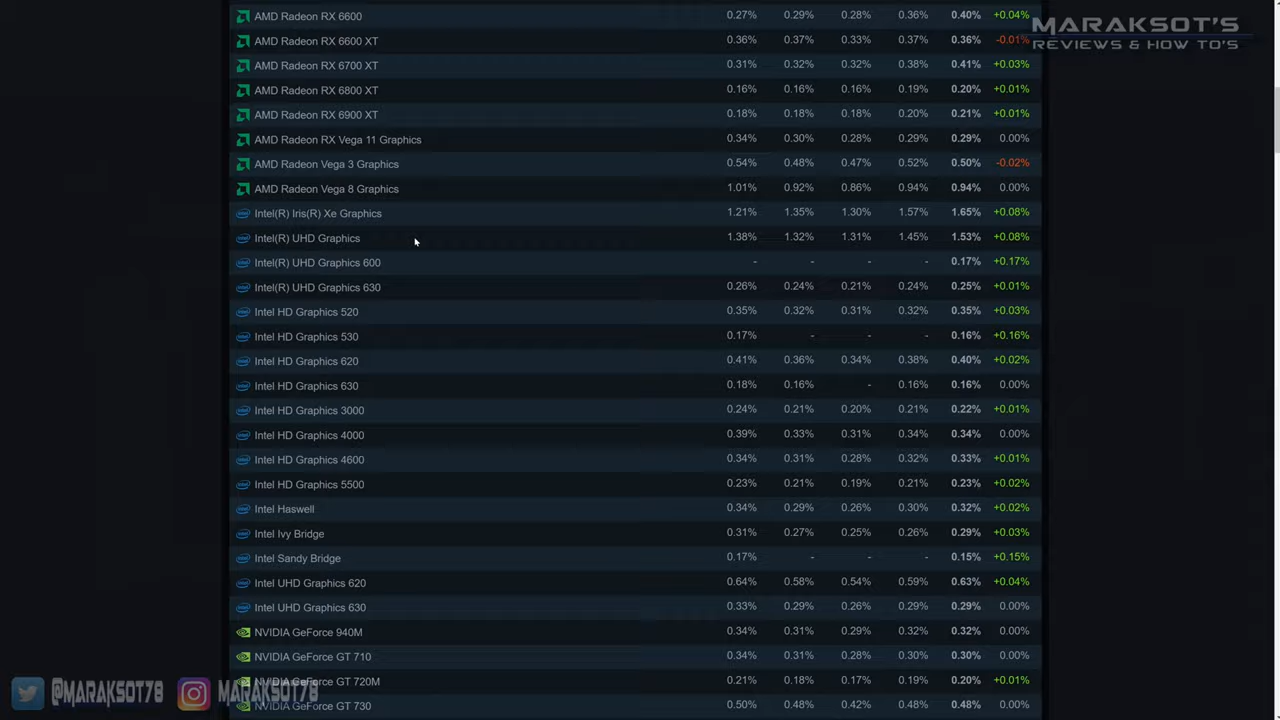 AMD Radeon RX 6600 0.27% 0.29% 0.28% 0.36% 0.40% +0.04%
MARAKSOT'S
REVIEWS & HOW TO'S
AMD Radeon RX 6600 XT 0.36% 0.37% 0.33% 0.37% 0.36% -0.01%
AMD Radeon RX 6700 XT 0.31% 0.32% 0.32% 0.38% 0.41% +0.03%
AMD Radeon RX 6800 XT 0.16% 0.16% 0.16% 0.19% 0.20% +0.01%
AMD Radeon RX 6900 XT 0.18% 0.18% 0.18% 0.20% 0.21% +0.01%
AMD Radeon RX Vega 11 Graphics 0.34% 0.30% 0.28% 0.29% 0.29% 0.00%
AMD Radeon Vega 3 Graphics 0.54% 0.48% 0.47% 0.52% 0.50% -0.02%
AMD Radeon Vega 8 Graphics 1.01% 0.92% 0.86% 0.94% 0.94% 0.00%
Intel(R) Iris(R) Xe Graphics 1.21% 1.35% 1.30% 1.57% 1.65% +0.08%
Intel(R) UHD Graphics 1.38% 1.32% 1.31% 1.45% 1.53% +0.08%
Intel(R) UHD Graphics 600 - - - - 0.17% +0.17%
Intel(R) UHD Graphics 630 0.26% 0.24% 0.21% 0.24% 0.25% +0.01%
Intel HD Graphics 520 0.35% 0.32% 0.31% 0.32% 0.35% +0.03%
Intel HD Graphics 530 0.17% - - - 0.16% +0.16%
Intel HD Graphics 620 0.41% 0.36% 0.34% 0.38% 0.40% +0.02%
Intel HD Graphics 630 0.18% 0.16% - 0.16% 0.16% 0.00%
Intel HD Graphics 3000 0.24% 0.21% 0.20% 0.21% 0.22% +0.01%
Intel HD Graphics 4000 0.39% 0.33% 0.31% 0.34% 0.34% 0.00%
Intel HD Graphics 4600 0.34% 0.31% 0.28% 0.32% 0.33% +0.01%
Intel HD Graphics 5500 0.23% 0.21% 0.19% 0.21% 0.23% +0.02%
Intel Haswell 0.34% 0.29% 0.26% 0.30% 0.32% +0.02%
Intel Ivy Bridge 0.31% 0.27% 0.25% 0.26% 0.29% +0.03%
Intel Sandy Bridge 0.17% - - - 0.15% +0.15%
Intel UHD Graphics 620 0.64% 0.58% 0.54% 0.59% 0.63% +0.04%
Intel UHD Graphics 630 0.33% 0.29% 0.26% 0.29% 0.29% 0.00%
NVIDIA GeForce 940M 0.34% 0.31% 0.29% 0.32% 0.32% 0.00%
NVIDIA GeForce GT 710 0.34% 0.31% 0.28% 0.30% 0.30% 0.00%
NVIDIA GeForce GT 720M 0.21% 0.18% 0.17% 0.19% 0.20% +0.01%
@MARAKSOT78 MARAKSOT78
NVIDIA GeForce GT 730 0.50% 0.48% 0.42% 0.48% 0.48% 0.00%